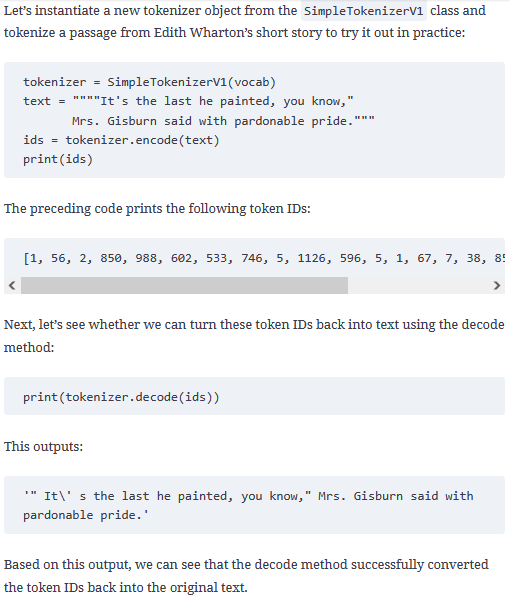 Let’s instantiate a new tokenizer object from the SimpleTokenizerV1 class and
tokenize a passage from Edith Wharton’s short story to try it out in practice:
tokenizer = SimpleTokenizerV1(vocab)
text = """"It's the last he painted, you know,"
Mrs. Gisburn said with pardonable pride."""
ids = tokenizer.encode(text)
print(ids)
The preceding code prints the following token IDs:
[1, 56, 2, 850, 988, 602, 533, 746, 5, 1126, 596, 5, 1, 67, 7, 38,
Next, let’s see whether we can turn these token IDs back into text using the decode
method:
print(tokenizer.decode(ids))
This outputs:
'" It\' s the last he painted, you know," Mrs. Gisburn said with
pardonable pride.'
Based on this output, we can see that the decode method successfully converted
the token IDs back into the original text.